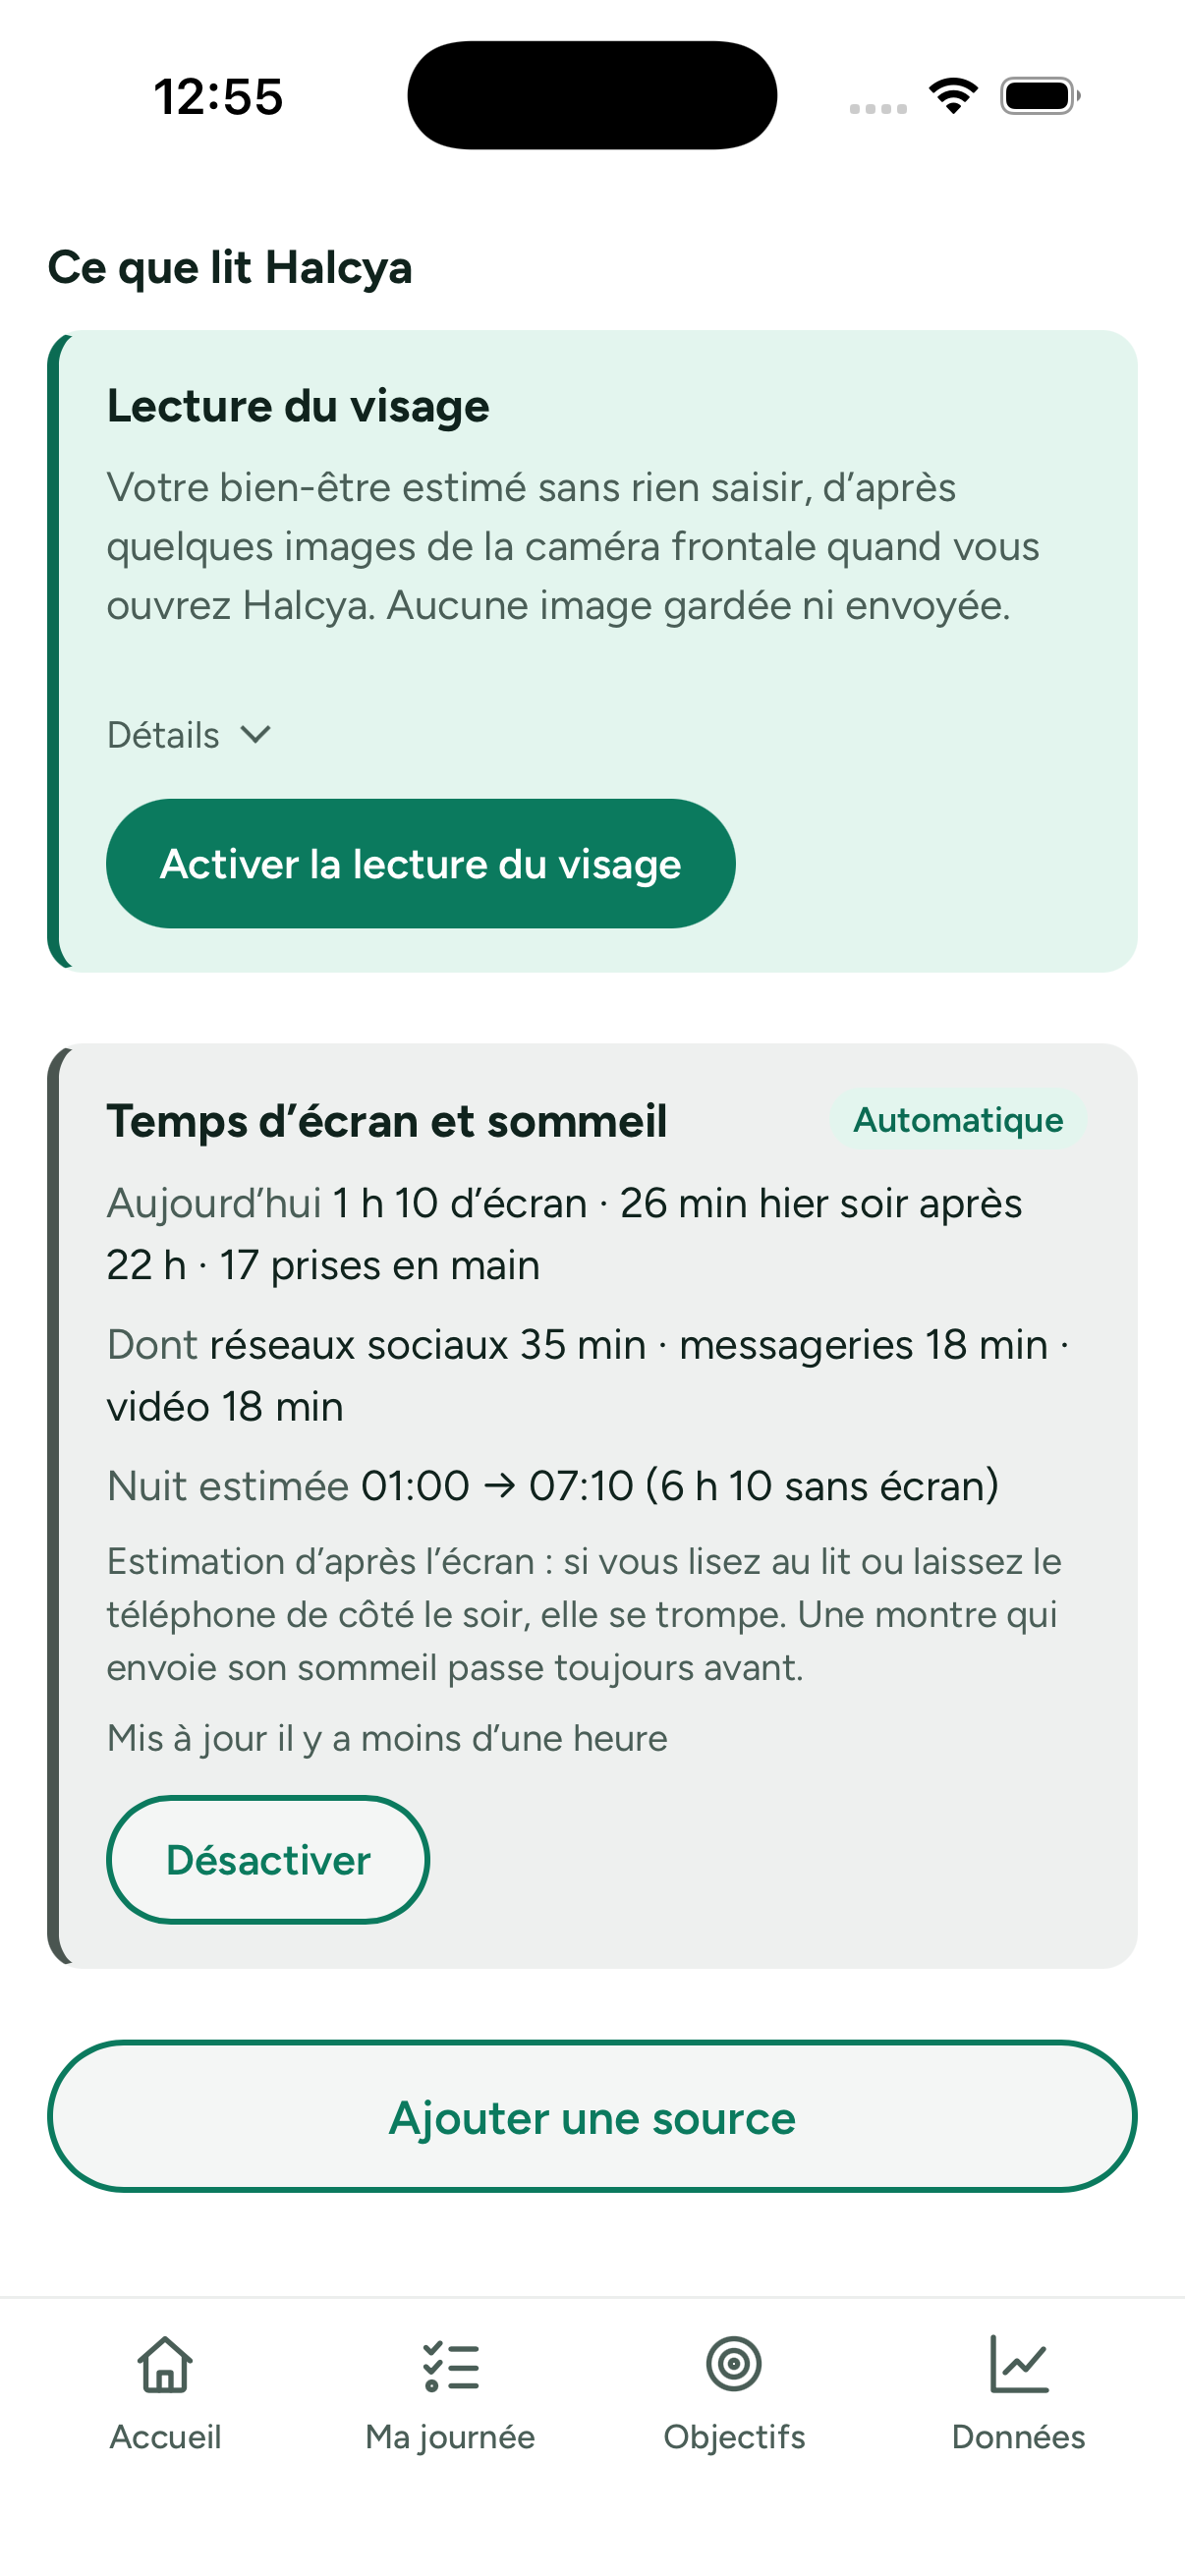 12:55
Ce que lit Halcya
Lecture du visage
Votre bien-être estimé sans rien saisir, d’après
quelques images de la caméra frontale quand vous
ouvrez Halcya. Aucune image gardée ni envoyée.
Détails
Activer la lecture du visage
Temps d’écran et sommeil
Automatique
Aujourd’hui 1 h 10 d’écran · 26 min hier soir après
22 h · 17 prises en main
Dont réseaux sociaux 35 min · messageries 18 min ·
vidéo 18 min
Nuit estimée 01:00 → 07:10 (6 h 10 sans écran)
Estimation d’après l’écran : si vous lisez au lit ou laissez le
téléphone de côté le soir, elle se trompe. Une montre qui
envoie son sommeil passe toujours avant.
Mis à jour il y a moins d’une heure
Désactiver
Ajouter une source
Accueil
Ma journée
Objectifs
Données